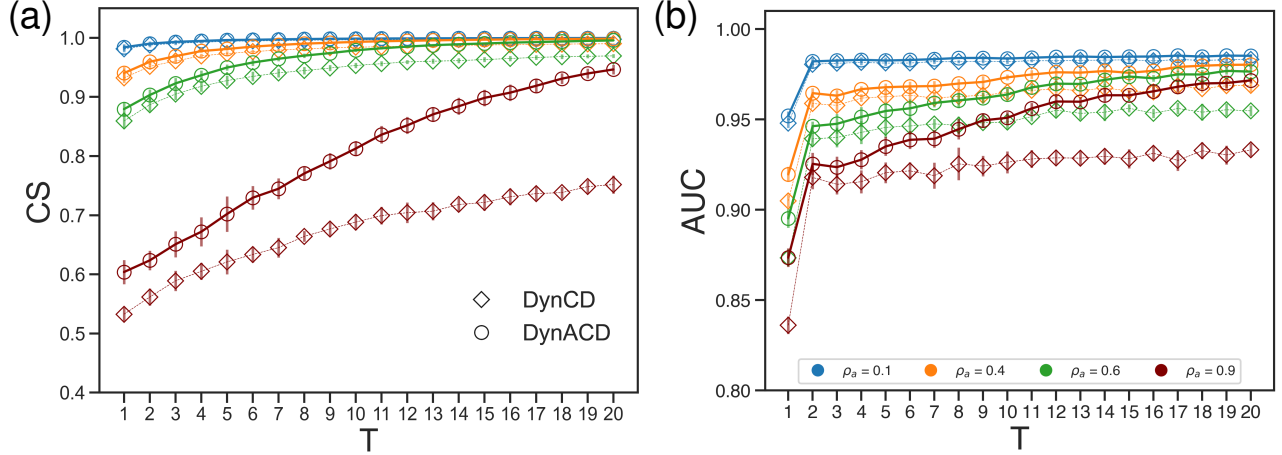 (a)
CS
1.0
0.9
0.8
0.7
0.6
0.5
0.4
DynCD
DynACD
1 2 3 4 5 6 7 8 9 10 11 12 13 14 15 16 17 18 19 20
T
(b)
AUC
1.00
0.95
0.90
0.85
0.80
ρₐ = 0.1 ρₐ = 0.4 ρₐ = 0.6 ρₐ = 0.9
1 2 3 4 5 6 7 8 9 10 11 12 13 14 15 16 17 18 19 20
T